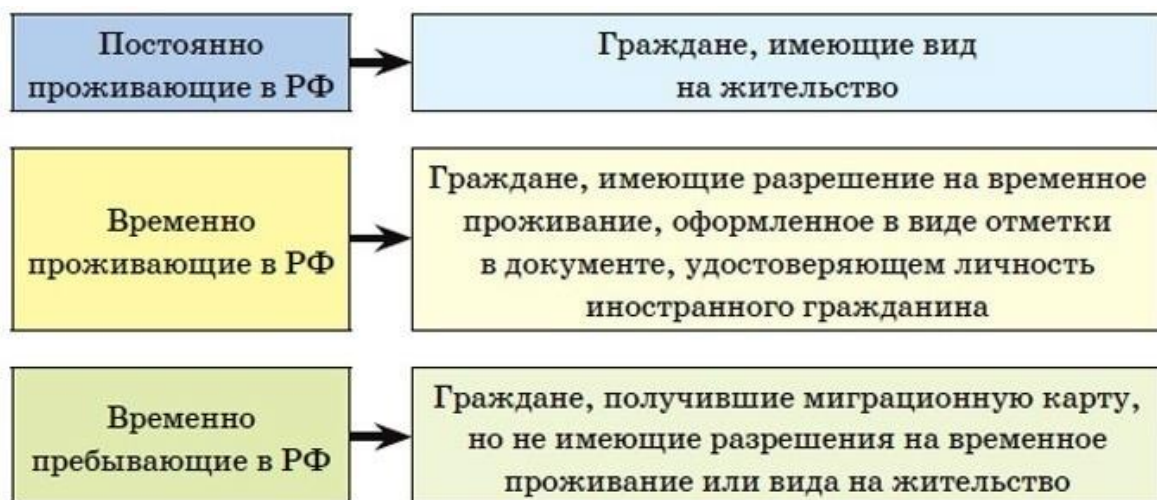 Постоянно
проживающие в РФ
Граждане, имеющие вид
на жительство
Временно
проживающие в РФ
Граждане, имеющие разрешение на временное
проживание, оформленное в виде отметки
в документе, удостоверяющем личность
иностранного гражданина
Временно
пребывающие в РФ
Граждане, получившие миграционную карту,
но не имеющие разрешения на временное
проживание или вида на жительство